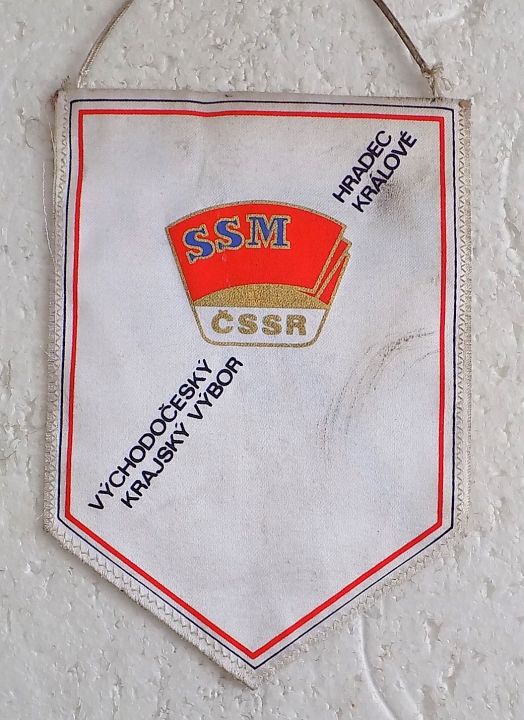 HRADEC
KRÁLOVÉ
SSM
ČSSR
VÝCHODOČESKÝ
KRAJSKÝ VÝBOR